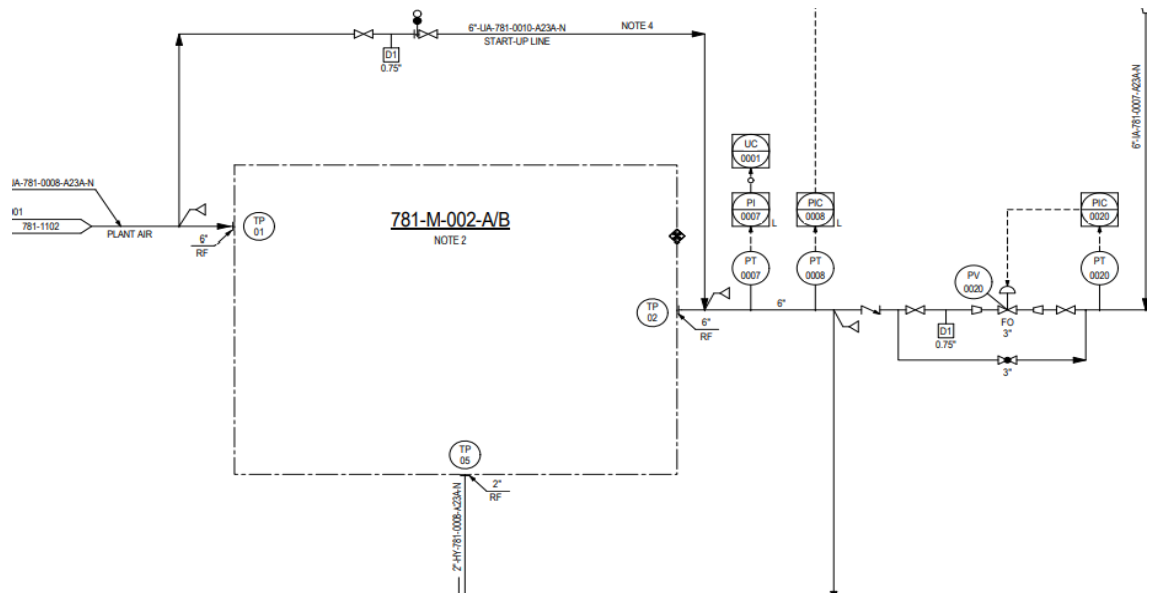 6"-UA-781-0010-A23A-N
NOTE 4
START-UP LINE
D1
0.75"
6"-IA-781-0007-A23A-N
UC
0001
JA-781-0008-A23A-N
781-M-002-A/B
NOTE 2
PI
0007
L
PIC
0008
L
PIC
0020
001
781-1102
PLANT AIR
6"
RF
TP
01
PT
0007
PT
0008
PV
0020
PT
0020
TP
02
6"
6"
RF
D1
0.75"
FO
3"
3"
TP
05
2"
RF
2"-HY-781-0008-A23A-N